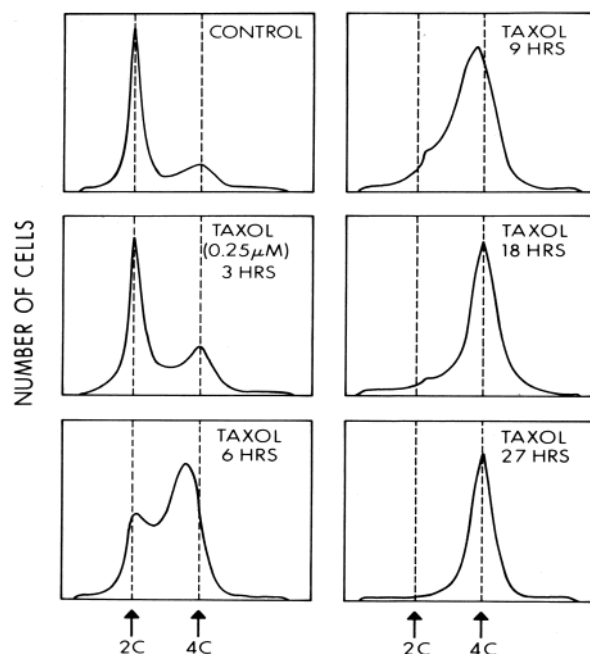 CONTROL
TAXOL
9 HRS
TAXOL
(0.25μM)
3 HRS
TAXOL
18 HRS
TAXOL
6 HRS
TAXOL
27 HRS
NUMBER OF CELLS
2C 4C 2C 4C